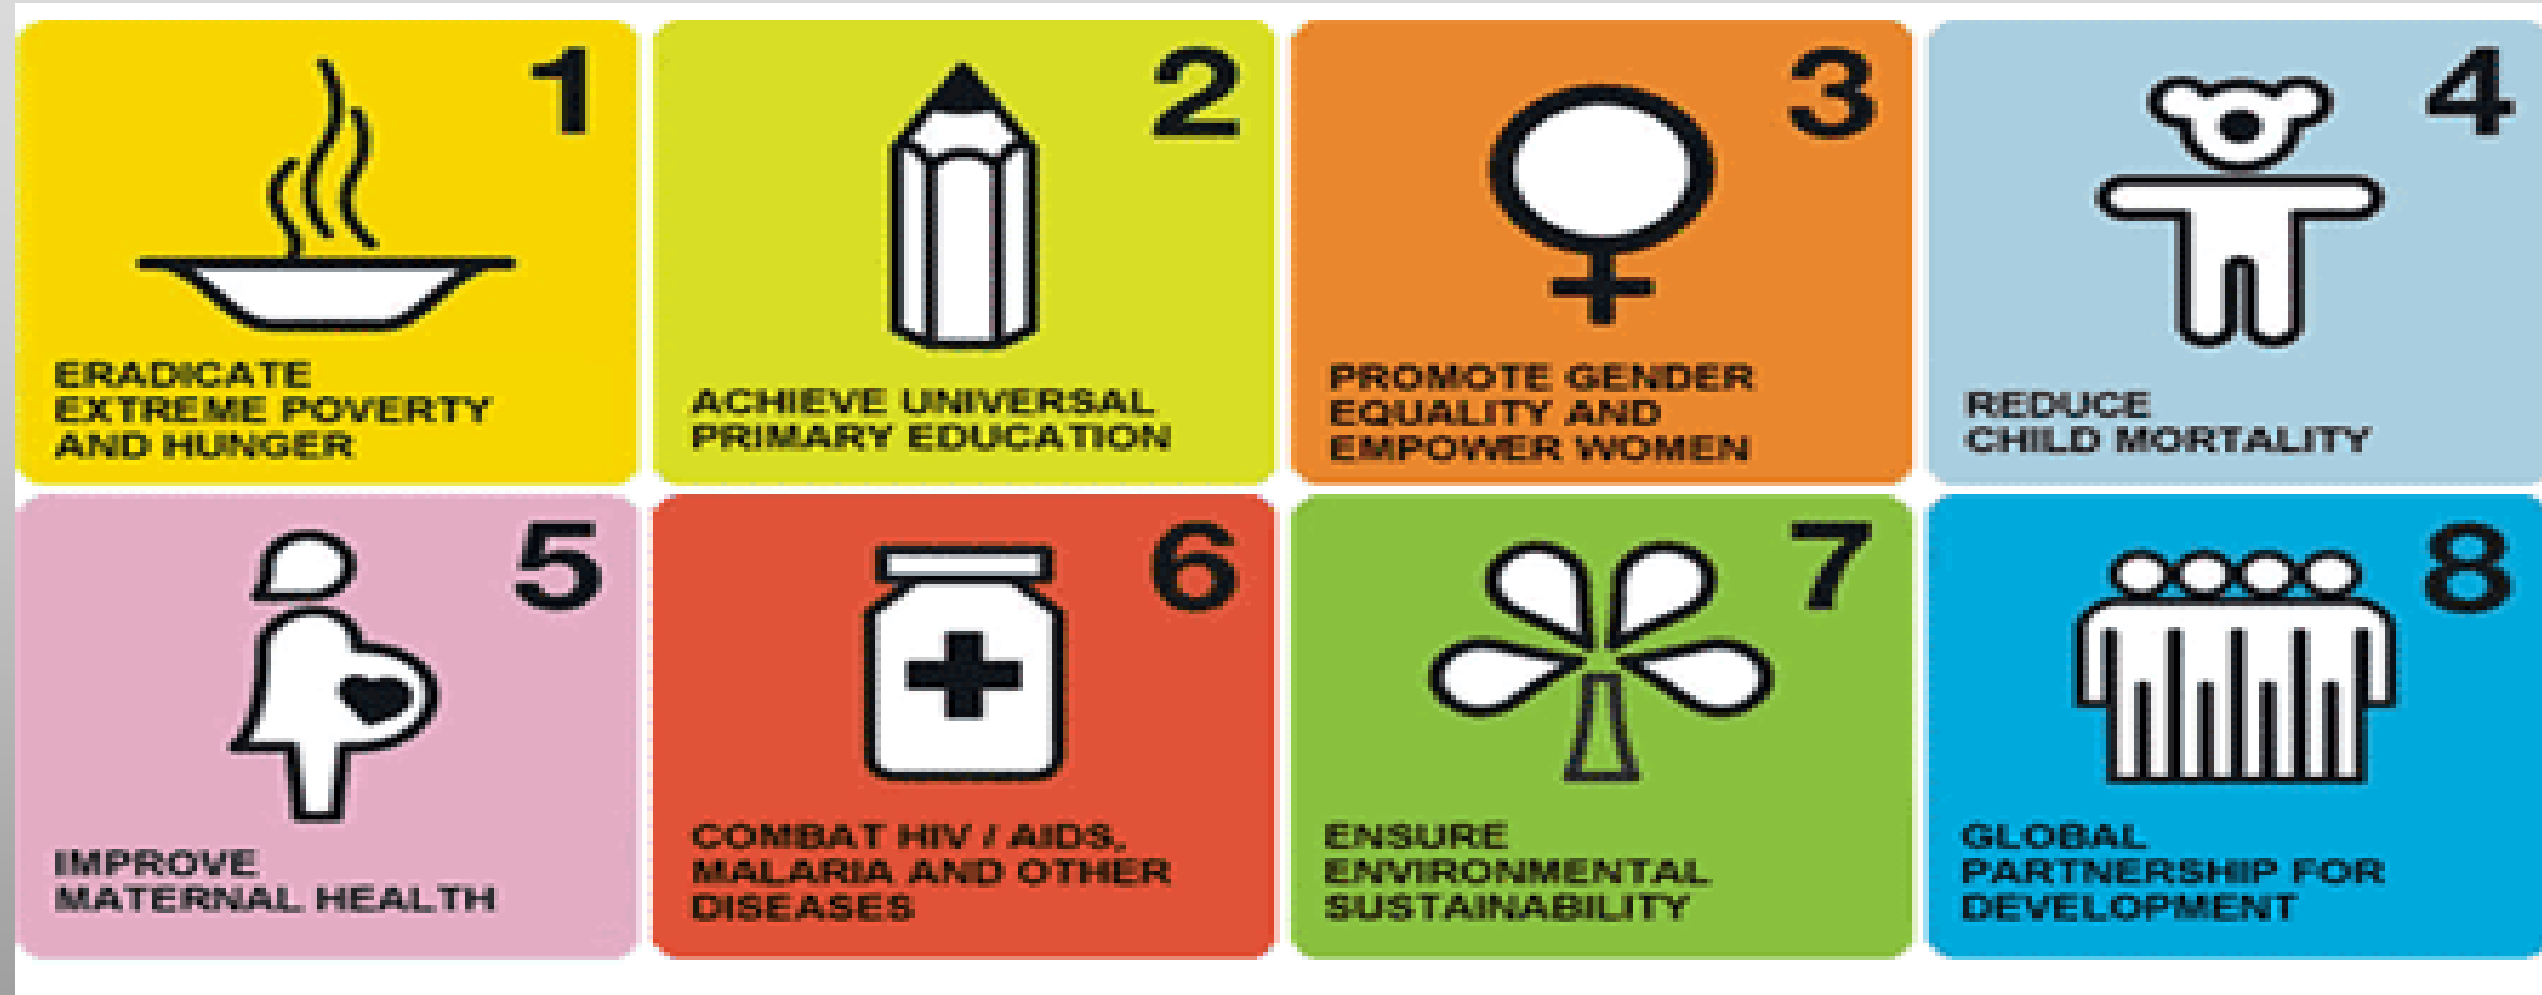 1
ERADICATE
EXTREME POVERTY
AND HUNGER
2
ACHIEVE UNIVERSAL
PRIMARY EDUCATION
3
PROMOTE GENDER
EQUALITY AND
EMPOWER WOMEN
4
REDUCE
CHILD MORTALITY
5
IMPROVE
MATERNAL HEALTH
6
COMBAT HIV / AIDS,
MALARIA AND OTHER
DISEASES
7
ENSURE
ENVIRONMENTAL
SUSTAINABILITY
8
GLOBAL
PARTNERSHIP FOR
DEVELOPMENT